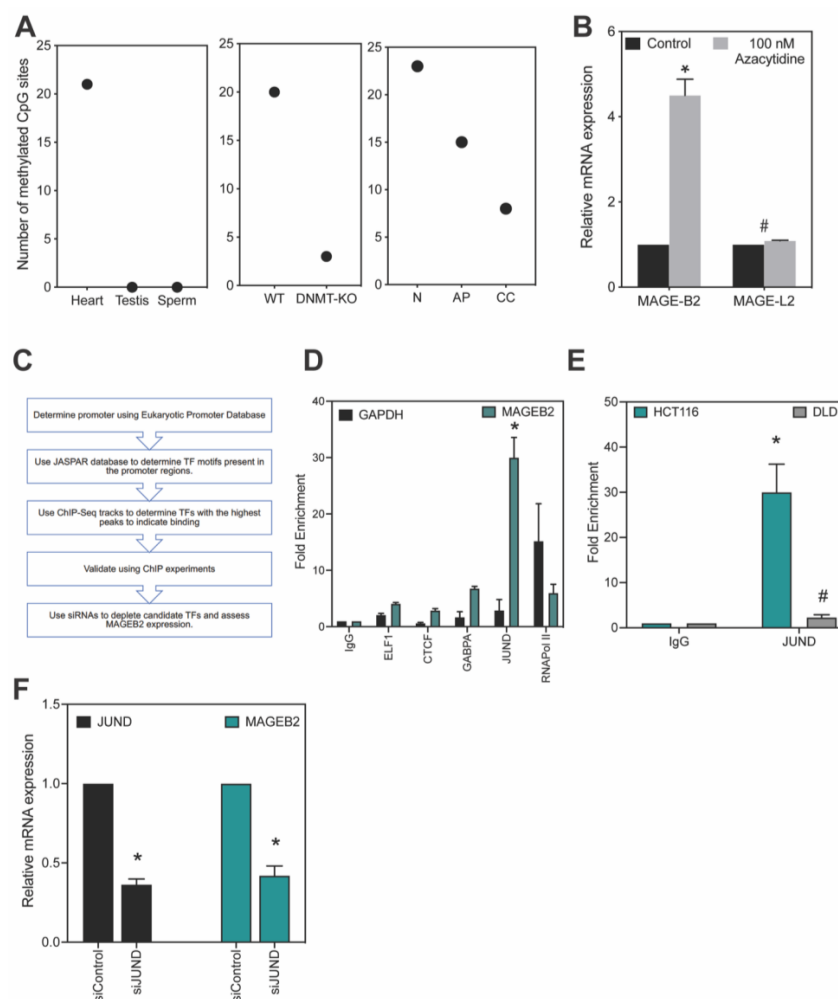 A
Number of methylated CpG sites
25
20
15
10
5
0
Heart Testis Sperm
25
20
15
10
5
0
WT DNMT-KO
25
20
15
10
5
0
N AP CC
B
Relative mRNA expression
6
4
2
0
Control
100 nM
Azacytidine
*
#
MAGE-B2 MAGE-L2
C
Determine promoter using Eukaryotic Promoter Database
Use JASPAR database to determine TF motifs present in
the promoter regions.
Use ChIP-Seq tracks to determine TFs with the highest
peaks to indicate binding
Validate using ChIP experiments
Use siRNAs to deplete candidate TFs and assess
MAGEB2 expression.
D
Fold Enrichment
40
30
20
10
0
GAPDH MAGEB2
*
IgG
ELF1
CTCF
GABPA
JUND
RNAPol II
E
Fold Enrichment
50
40
30
20
10
0
HCT116 DLD
*
#
IgG JUND
F
Relative mRNA expression
1.5
1.0
0.5
0.0
JUND MAGEB2
*
*
siControl
siJUND
siControl
siJUND